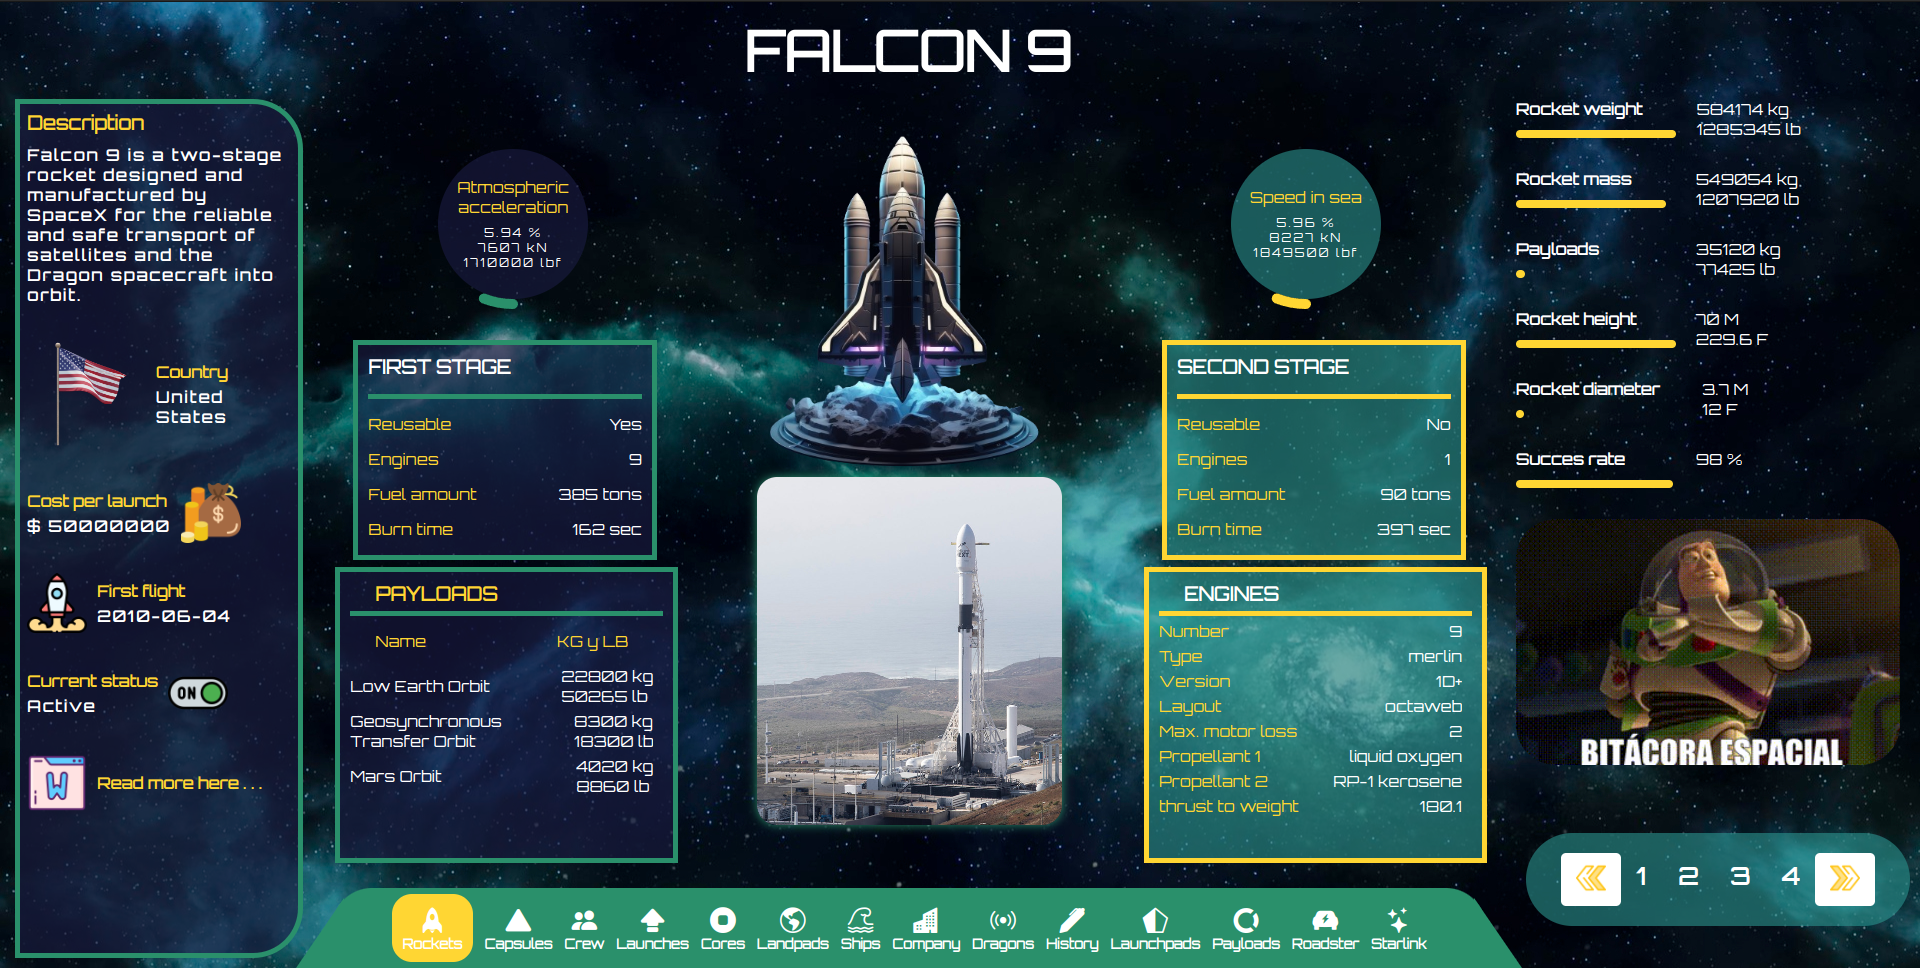 FALCON 9
Description
Falcon 9 is a two-stage
rocket designed and
manufactured by
SpaceX for the reliable
and safe transport of
satellites and the
Dragon spacecraft into
orbit.
Country
United
States
Cost per launch
$ 50000000
$
First flight
2010-06-04
Current status
Active
ON
W
Read more here . . .
Atmospheric
acceleration
5.94 %
7607 kN
1710000 lbf
FIRST STAGE
Reusable Yes
Engines 9
Fuel amount 385 tons
Burn time 162 sec
PAYLOADS
Name KG y LB
Low Earth Orbit 22800 kg
50265 lb
Geosynchronous 8300 kg
Transfer Orbit 18300 lb
Mars Orbit 4020 kg
8860 lb
Speed in sea
5.96 %
8227 kN
1849500 lbf
SECOND STAGE
Reusable No
Engines 1
Fuel amount 90 tons
Burn time 397 sec
ENGINES
Number 9
Type merlin
Version 1D+
Layout octaweb
Max. motor loss 2
Propellant 1 liquid oxygen
Propellant 2 RP-1 kerosene
thrust to weight 180.1
Rocket weight 584174 kg
1285345 lb
Rocket mass 549054 kg
1207920 lb
Payloads 35120 kg
77425 lb
Rocket height 70 M
229.6 F
Rocket diameter 3.7 M
12 F
Succes rate 98 %
BITÁCORA ESPACIAL
1 2 3 4
Rockets Capsules Crew Launches Cores Landpads Ships Company Dragons History Launchpads Payloads Roadster Starlink